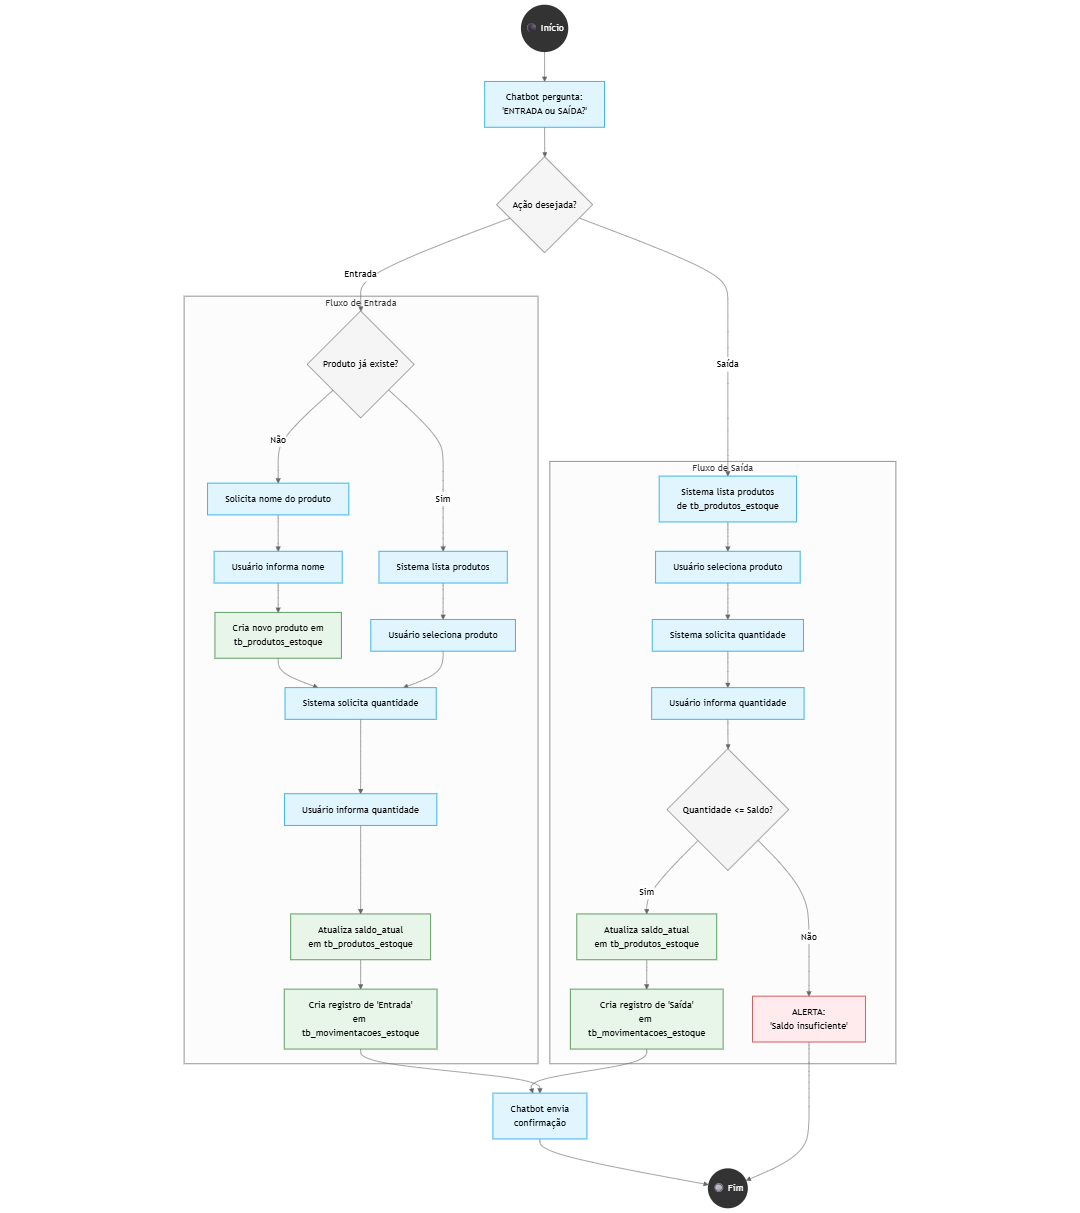 Início
Chatbot pergunta:
'ENTRADA ou SAÍDA?'
Ação desejada?
Entrada
Saída
Fluxo de Entrada
Produto já existe?
Não
Sim
Solicita nome do produto
Usuário informa nome
Cria novo produto em
tb_produtos_estoque
Sistema lista produtos
Usuário seleciona produto
Sistema solicita quantidade
Usuário informa quantidade
Atualiza saldo_atual
em tb_produtos_estoque
Cria registro de 'Entrada'
em
tb_movimentacoes_estoque
Fluxo de Saída
Sistema lista produtos
de tb_produtos_estoque
Usuário seleciona produto
Sistema solicita quantidade
Usuário informa quantidade
Quantidade <= Saldo?
Sim
Não
Atualiza saldo_atual
em tb_produtos_estoque
Cria registro de 'Saída'
em
tb_movimentacoes_estoque
ALERTA:
'Saldo insuficiente'
Chatbot envia
confirmação
Fim